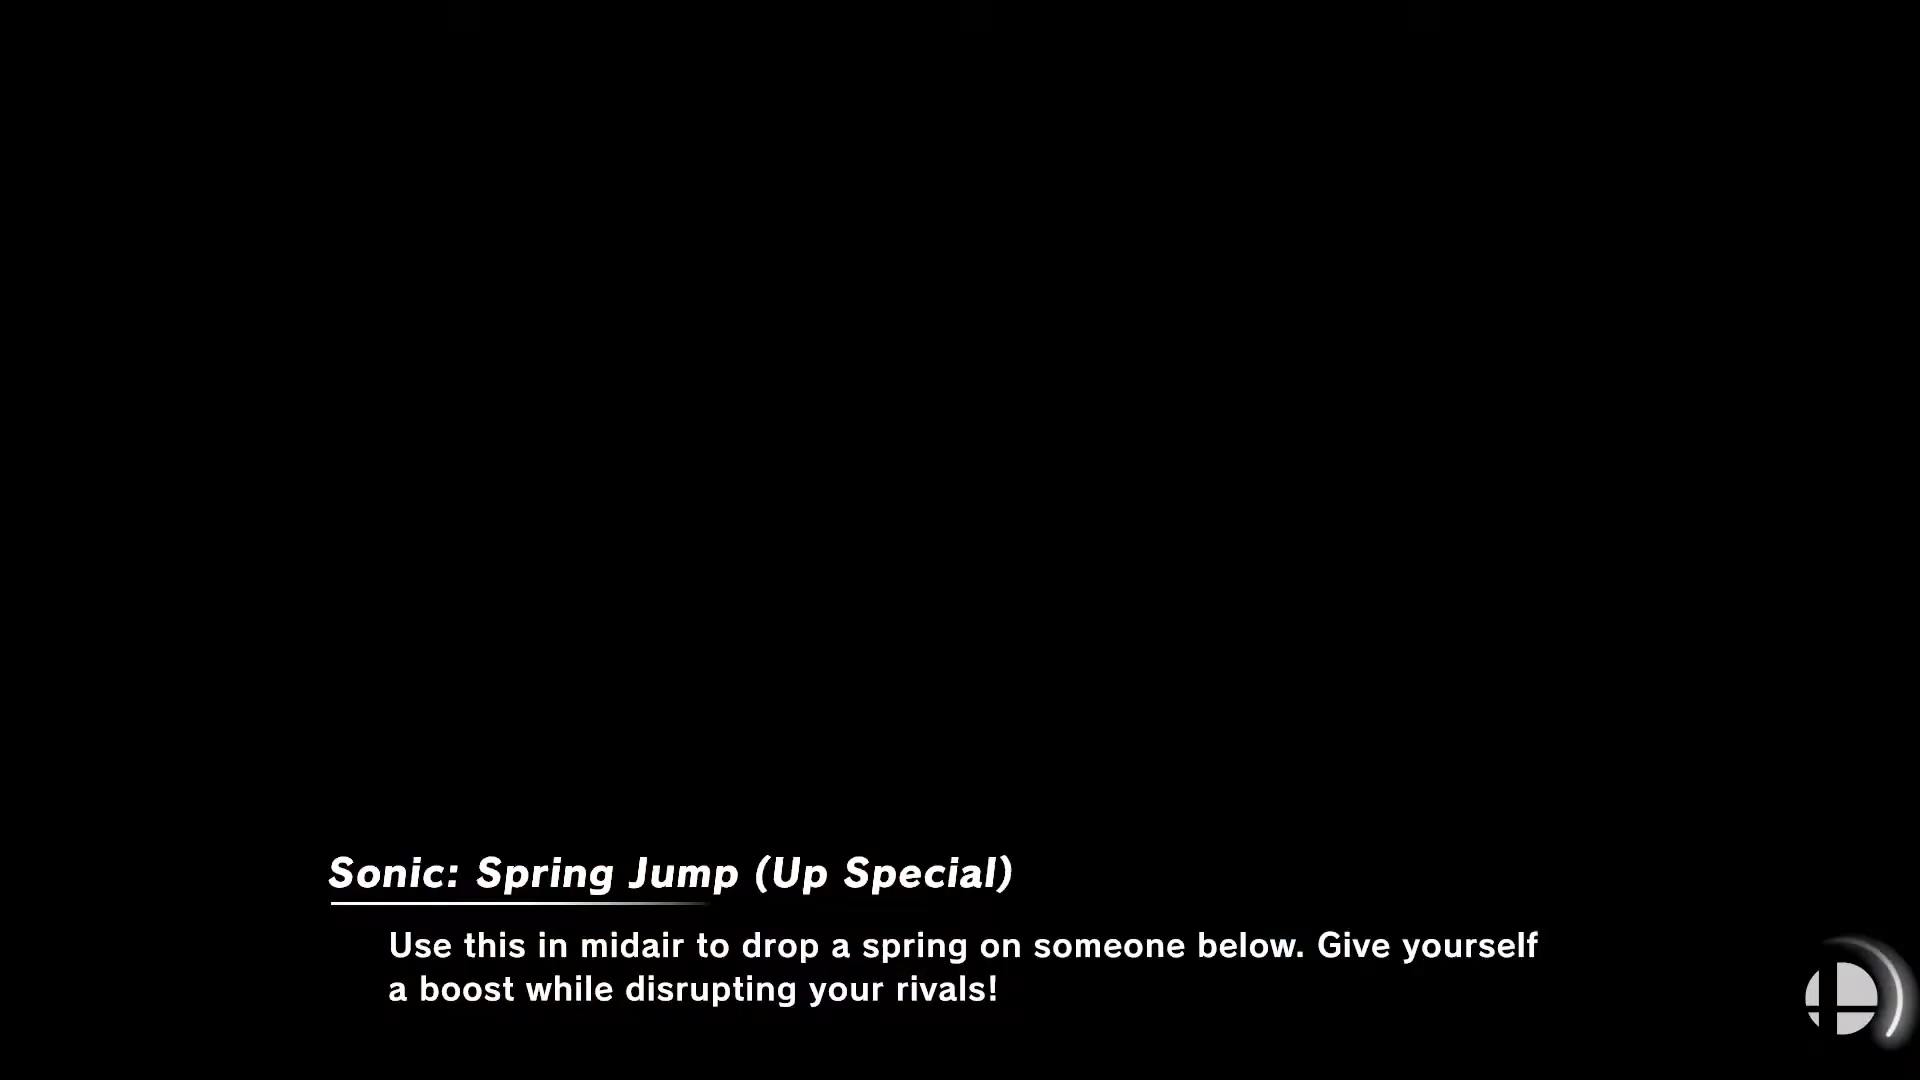 Sonic: Spring Jump (Up Special)
Use this in midair to drop a spring on someone below. Give yourself
a boost while disrupting your rivals!